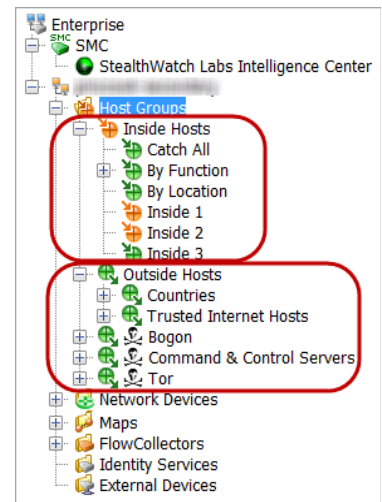 Enterprise
SMC
SMC
StealthWatch Labs Intelligence Center
Host Groups
Inside Hosts
Catch All
By Function
By Location
Inside 1
Inside 2
Inside 3
Outside Hosts
Countries
Trusted Internet Hosts
Bogon
Command & Control Servers
Tor
Network Devices
Maps
FlowCollectors
Identity Services
External Devices